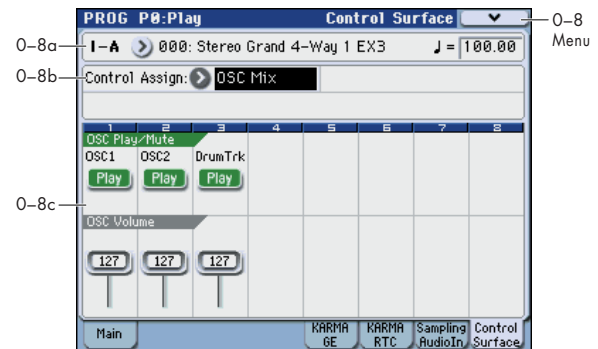 PROG P0:Play Control Surface
0–8
Menu
0–8a
I–A 000: Stereo Grand 4–Way 1 EX3 ♩= 100.00
0–8b
Control Assign: OSC Mix
1 2 3 4 5 6 7 8
OSC Play/Mute
OSC1 OSC2 DrumTrk
Play Play Play
0–8c
OSC Volume
127 127 127
Main KARMA GE KARMA RTC Sampling AudioIn Control Surface